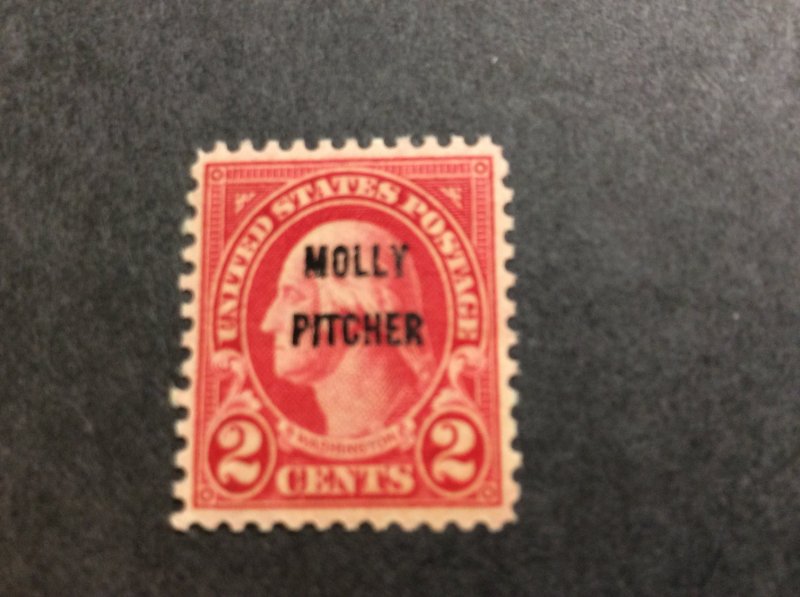 UNITED STATES POSTAGE
MOLLY
PITCHER
WASHINGTON
2 CENTS 2